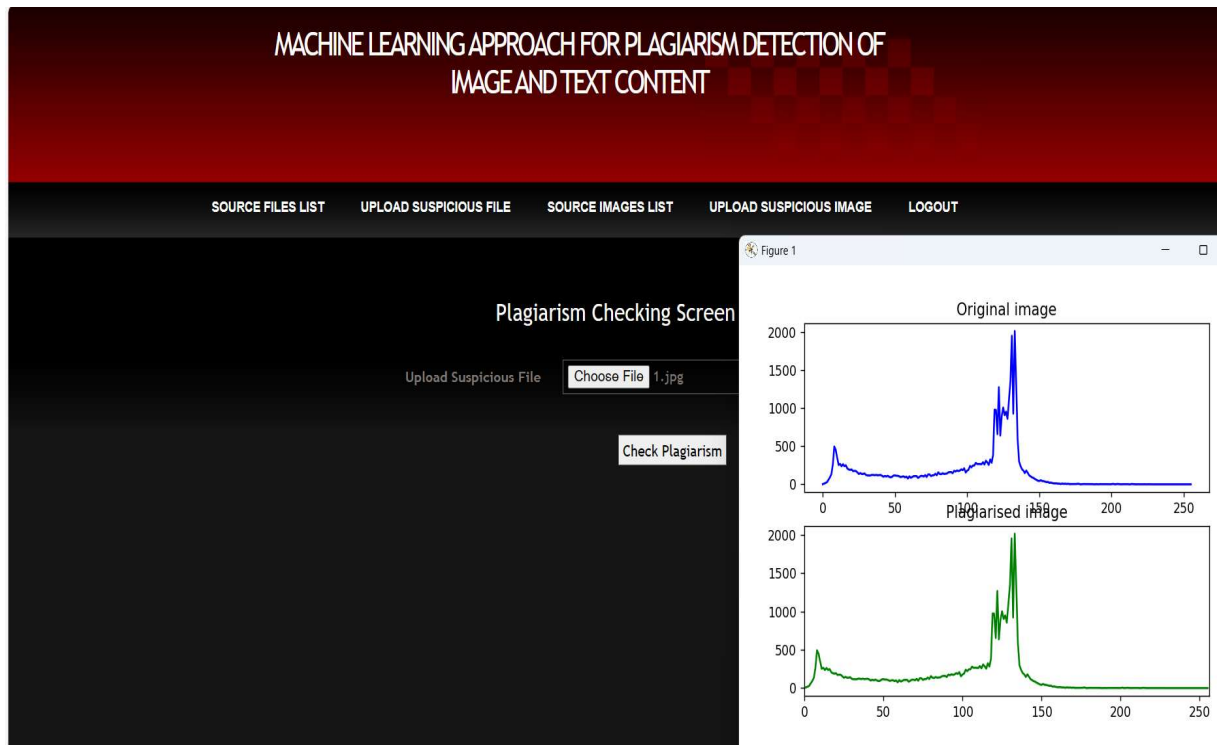 MACHINE LEARNING APPROACH FOR PLAGIARISM DETECTION OF
IMAGE AND TEXT CONTENT
SOURCE FILES LIST UPLOAD SUSPICIOUS FILE SOURCE IMAGES LIST UPLOAD SUSPICIOUS IMAGE LOGOUT
Plagiarism Checking Screen
Upload Suspicious File Choose File 1.jpg
Check Plagiarism
Figure 1
Original image
2000
1500
1000
500
0
0 50 100 150 200 250
Plagiarised image
2000
1500
1000
500
0
0 50 100 150 200 250